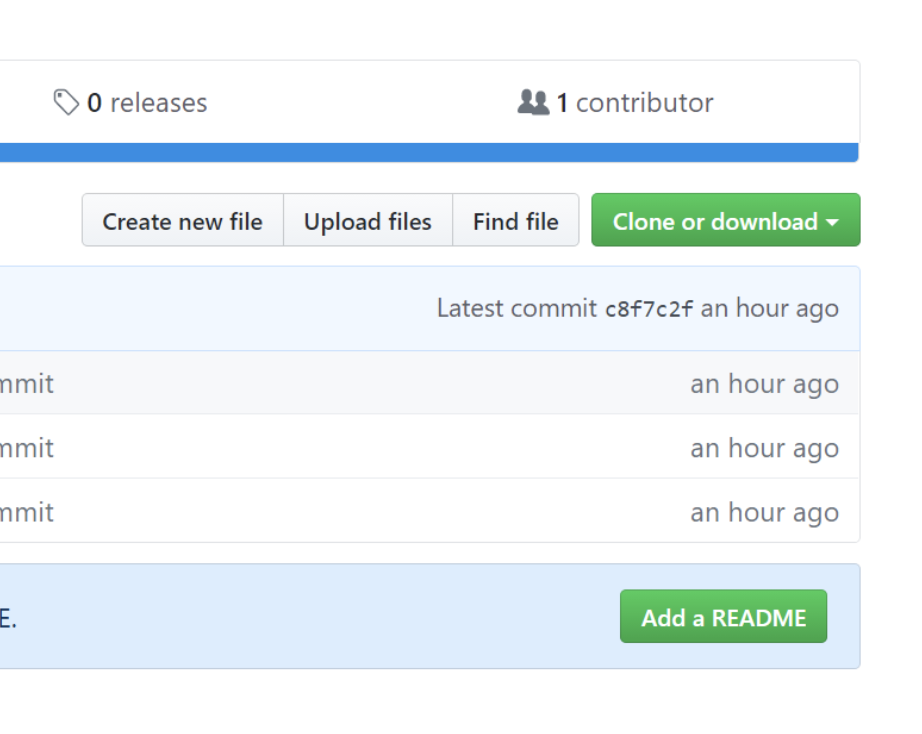 0 releases 1 contributor
Create new file Upload files Find file Clone or download
Latest commit c8f7c2f an hour ago
mmit an hour ago
mmit an hour ago
mmit an hour ago
E. Add a README